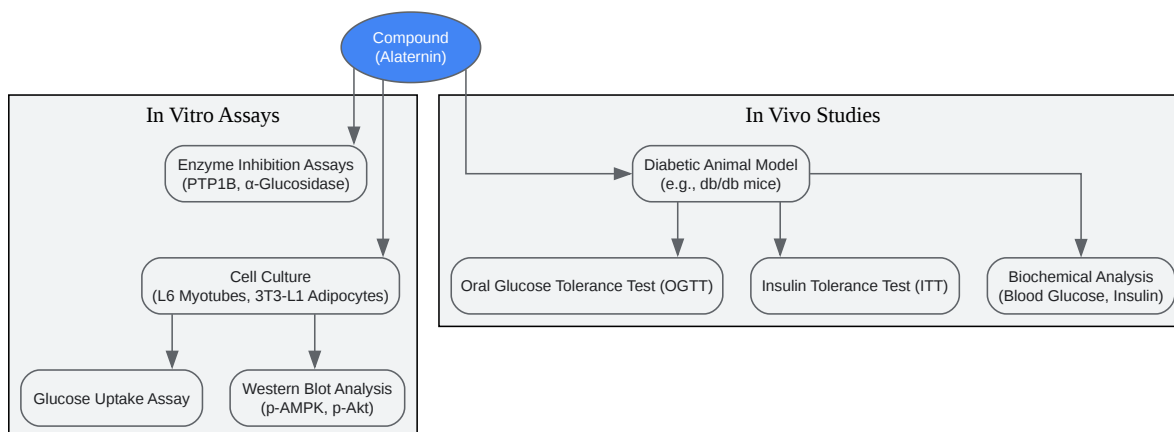 Compound
(Alaternin)
In Vitro Assays
Enzyme Inhibition Assays
(PTP1B, α-Glucosidase)
Cell Culture
(L6 Myotubes, 3T3-L1 Adipocytes)
Glucose Uptake Assay
Western Blot Analysis
(p-AMPK, p-Akt)
In Vivo Studies
Diabetic Animal Model
(e.g., db/db mice)
Oral Glucose Tolerance Test (OGTT)
Insulin Tolerance Test (ITT)
Biochemical Analysis
(Blood Glucose, Insulin)